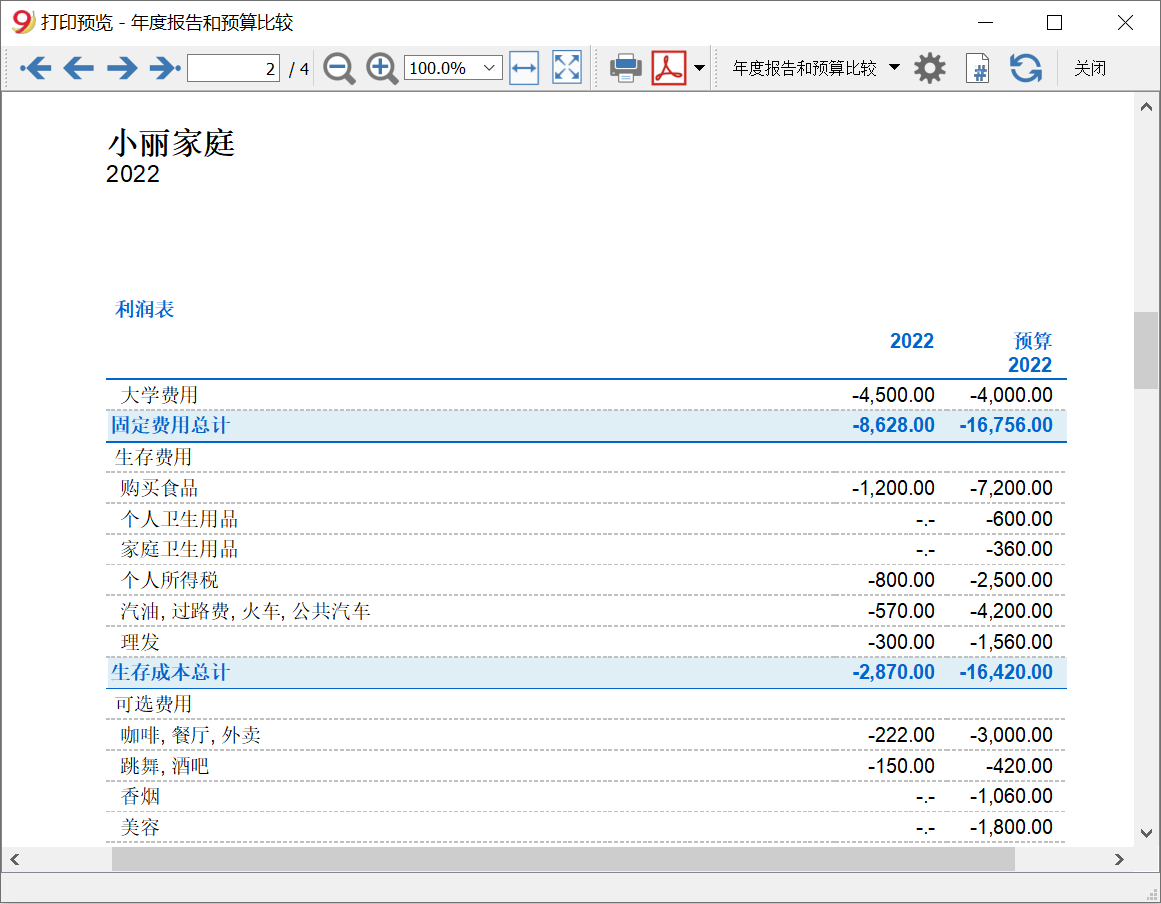 打印预览 - 年度报告和预算比较
2 / 4 100.0% 年度报告和预算比较 关闭
小丽家庭
2022
利润表
2022 预算
2022
大学费用 -4,500.00 -4,000.00
固定费用总计 -8,628.00 -16,756.00
生存费用
购买食品 -1,200.00 -7,200.00
个人卫生用品 -.- -600.00
家庭卫生用品 -.- -360.00
个人所得税 -800.00 -2,500.00
汽油, 过路费, 火车, 公共汽车 -570.00 -4,200.00
理发 -300.00 -1,560.00
生存成本总计 -2,870.00 -16,420.00
可选费用
咖啡, 餐厅, 外卖 -222.00 -3,000.00
跳舞, 酒吧 -150.00 -420.00
香烟 -.- -1,060.00
美容 -.- -1,800.00